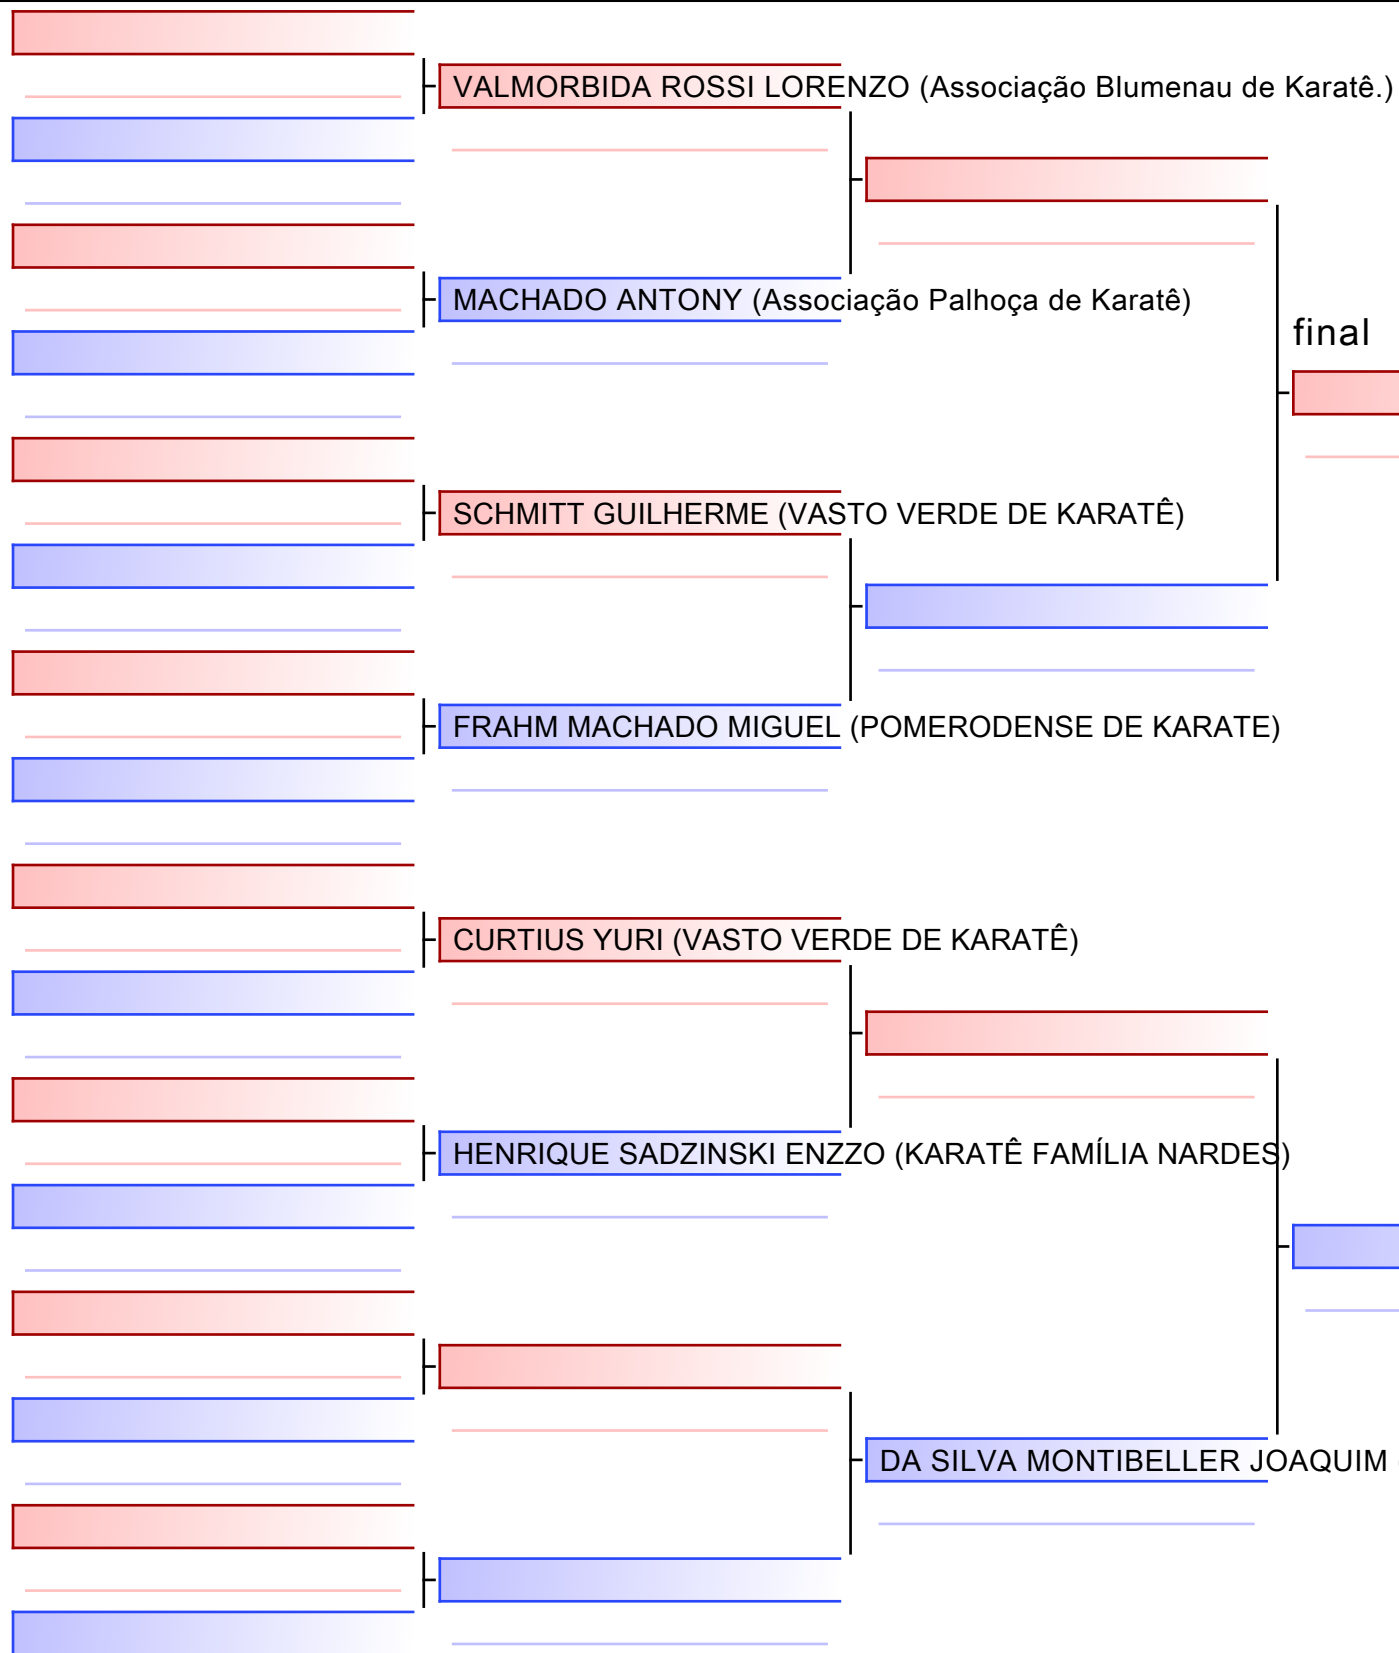 VALMORBIDA ROSSI LORENZO (Associação Blumenau de Karatê.)
MACHADO ANTONY (Associação Palhoça de Karatê)
final
SCHMITT GUILHERME (VASTO VERDE DE KARATÊ)
FRAHM MACHADO MIGUEL (POMERODENSE DE KARATE)
CURTIUS YURI (VASTO VERDE DE KARATÊ)
HENRIQUE SADZINSKI ENZZO (KARATÊ FAMÍLIA NARDES)
DA SILVA MONTIBELLER JOAQUIM